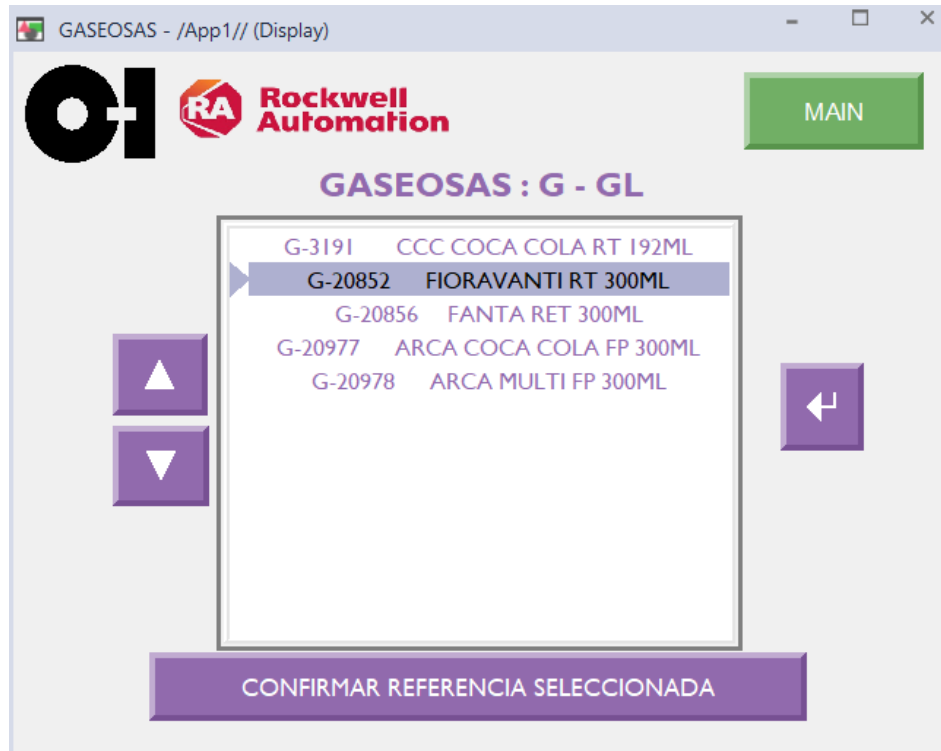 GASEOSAS - /App1// (Display)
O-I
RA
Rockwell
Automation
MAIN
GASEOSAS : G - GL
G-3191 CCC COCA COLA RT 192ML
G-20852 FIORAVANTI RT 300ML
G-20856 FANTA RET 300ML
G-20977 ARCA COCA COLA FP 300ML
G-20978 ARCA MULTI FP 300ML
CONFIRMAR REFERENCIA SELECCIONADA